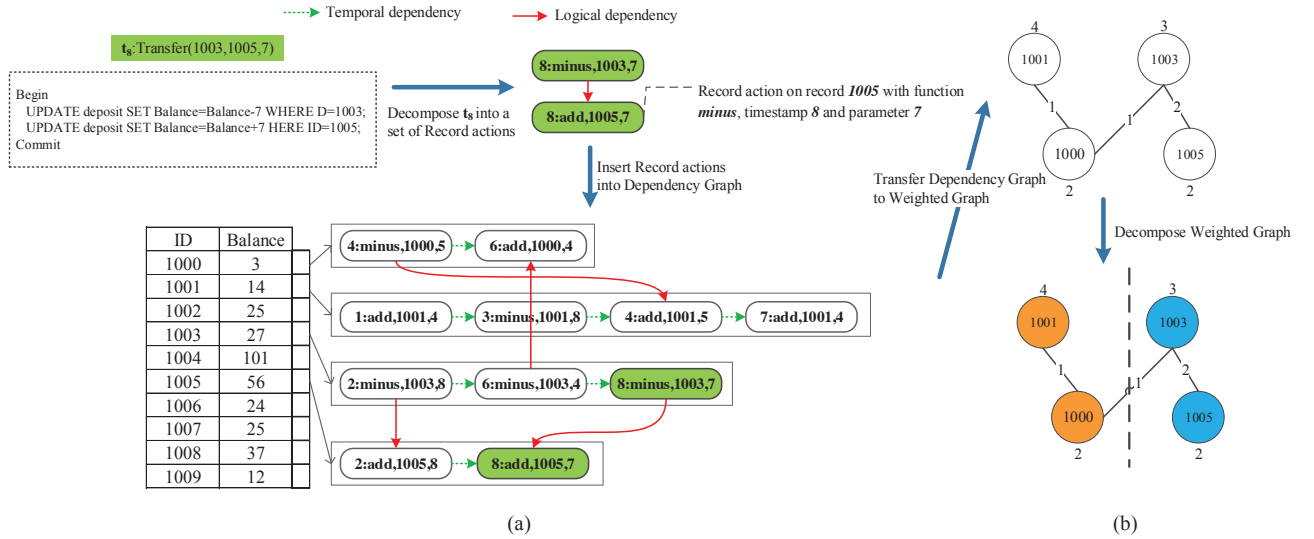 Temporal dependency
Logical dependency
t8:Transfer(1003,1005,7)
Begin
UPDATE deposit SET Balance=Balance-7 WHERE D=1003;
UPDATE deposit SET Balance=Balance+7 HERE ID=1005;
Commit
Decompose t8 into a
set of Record actions
8:minus,1003,7
8:add,1005,7
Record action on record 1005 with function
minus, timestamp 8 and parameter 7
Insert Record actions
into Dependency Graph
ID Balance
1000 3
1001 14
1002 25
1003 27
1004 101
1005 56
1006 24
1007 25
1008 37
1009 12
4:minus,1000,5 6:add,1000,4
1:add,1001,4 3:minus,1001,8 4:add,1001,5 7:add,1001,4
2:minus,1003,8 6:minus,1003,4 8:minus,1003,7
2:add,1005,8 8:add,1005,7
(a)
Transfer Dependency Graph
to Weighted Graph
4 3
1001 1003
1 1 2
1000 1005
2 2
Decompose Weighted Graph
4 3
1001 1003
1 1 2
1000 1005
2 2
(b)